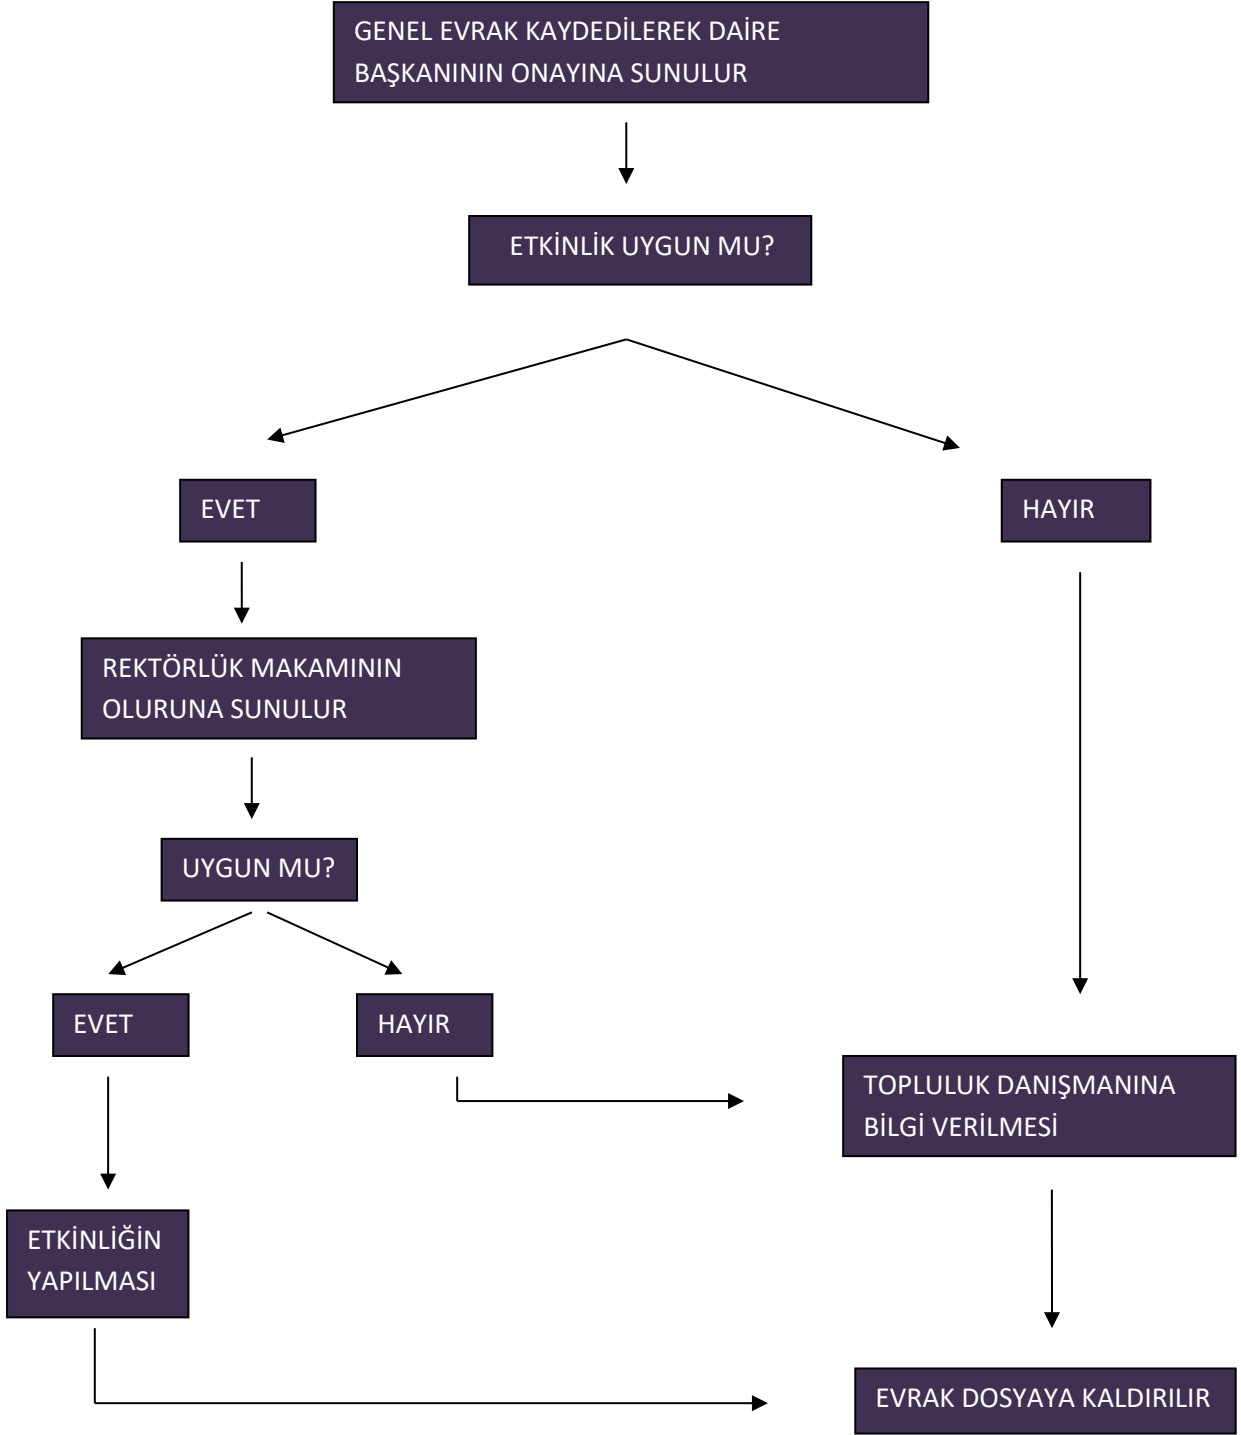 GENEL EVRAK KAYDEDİLEREK DAİRE
BAŞKANININ ONAYINA SUNULUR
ETKİNLİK UYGUN MU?
EVET
HAYIR
REKTÖRLÜK MAKAMININ
OLURUNA SUNULUR
UYGUN MU?
EVET
HAYIR
TOPLULUK DANIŞMANINA
BİLGİ VERİLMESİ
ETKİNLİĞİN
YAPILMASI
EVRAK DOSYAYA KALDIRILIR